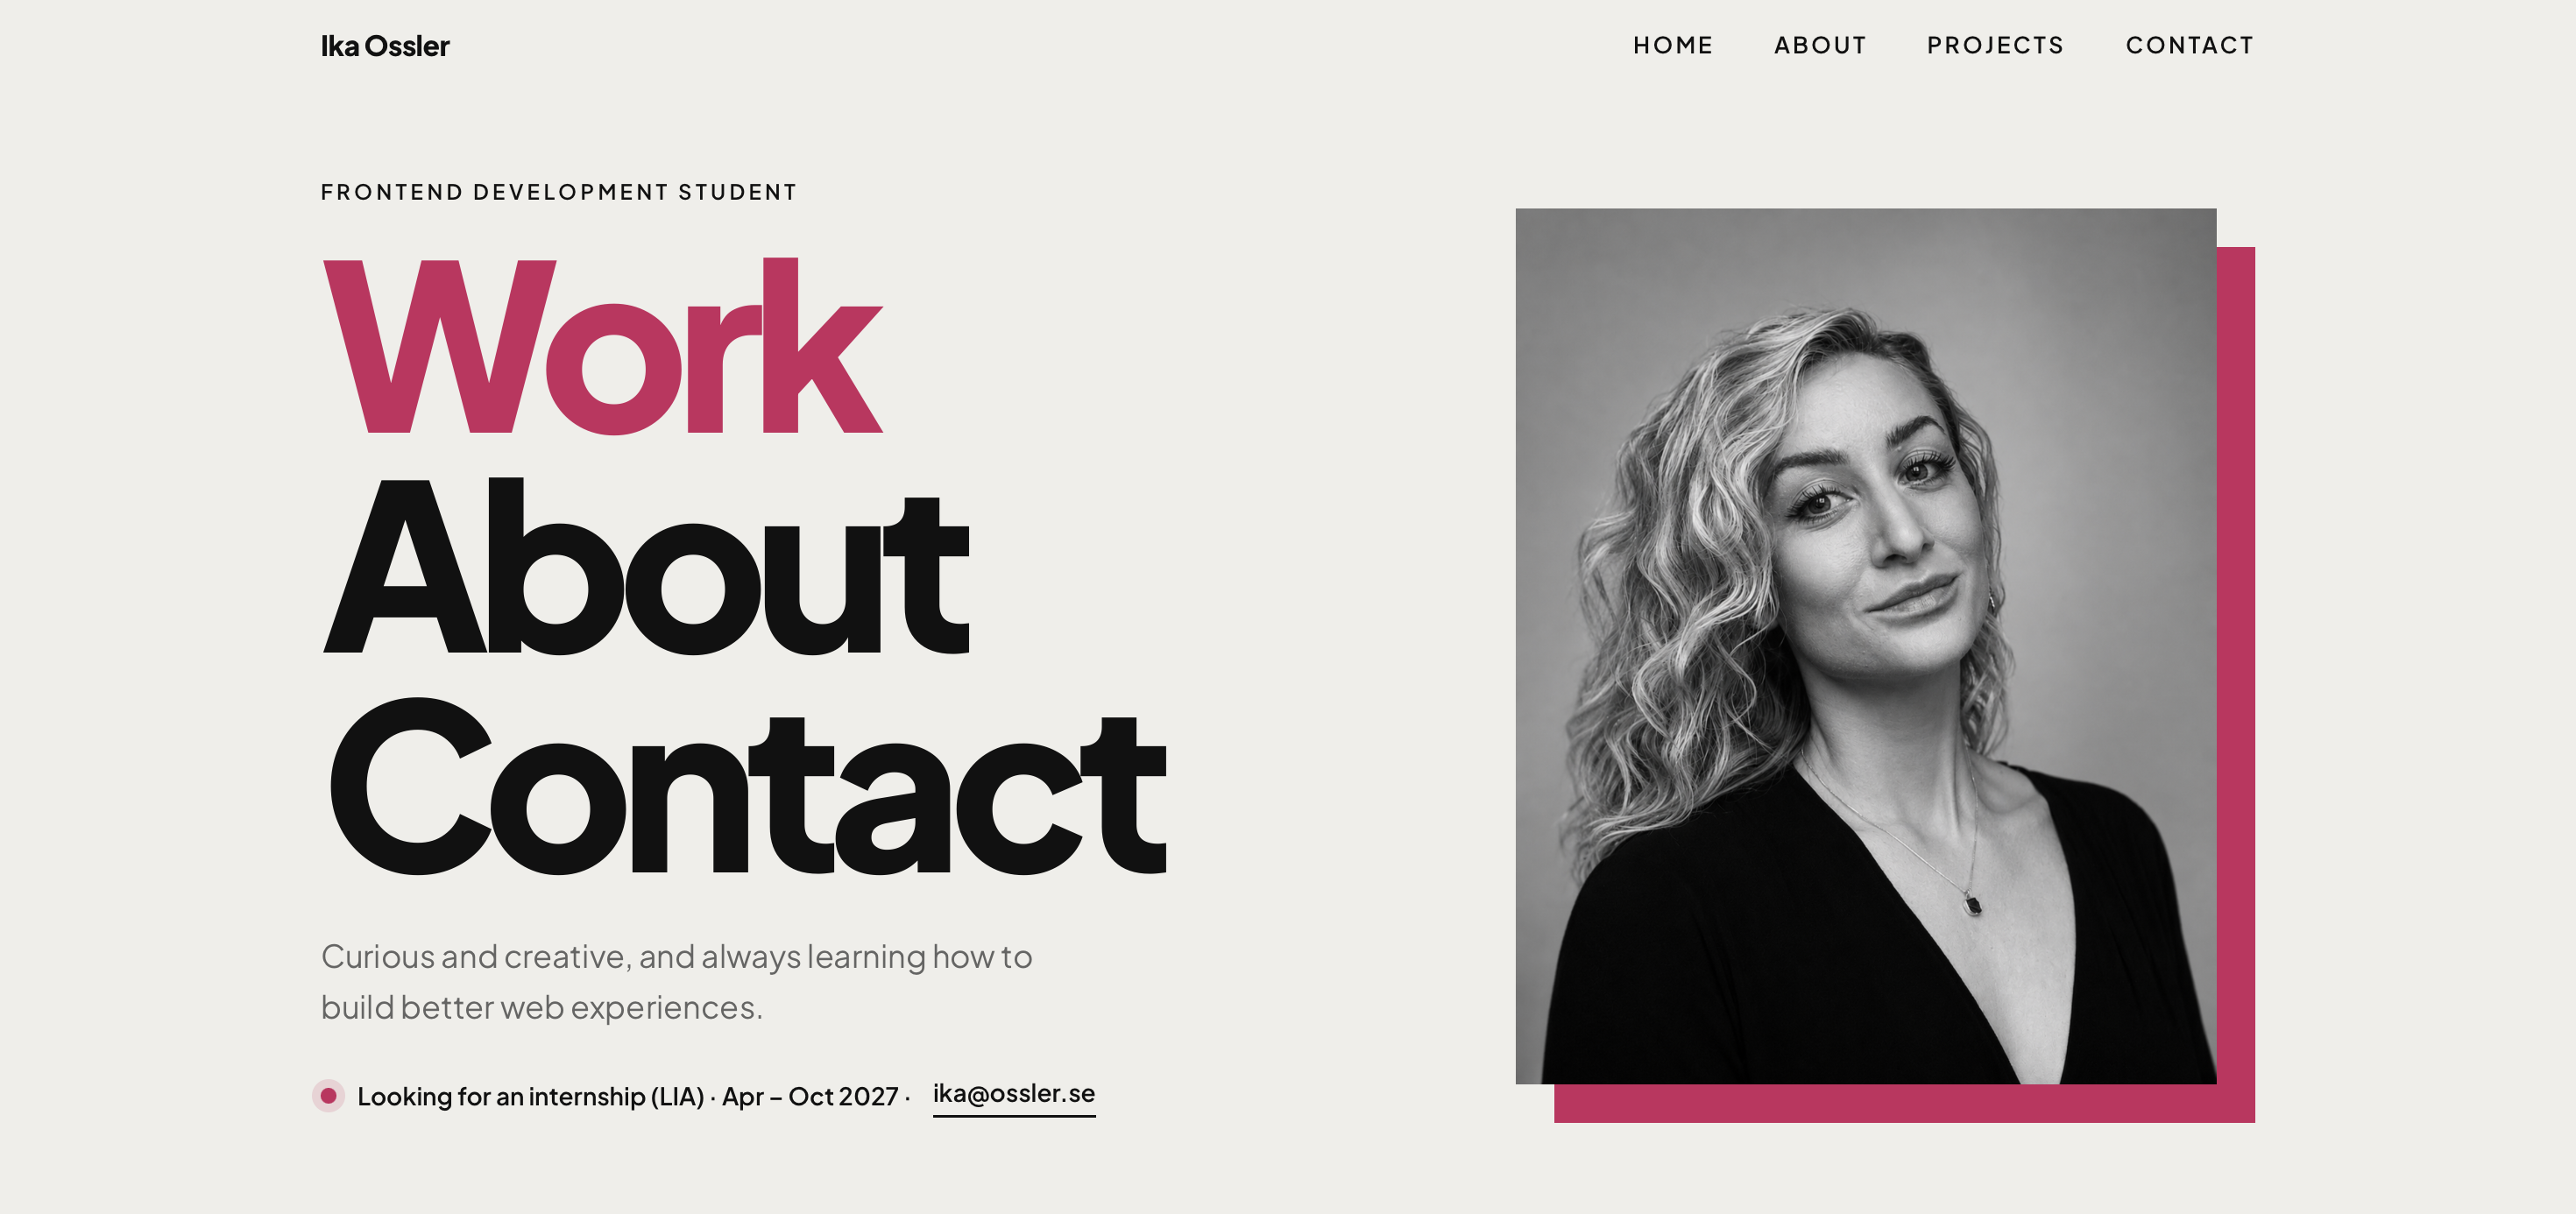 Ika Ossler
HOME ABOUT PROJECTS CONTACT
FRONTEND DEVELOPMENT STUDENT
Work
About
Contact
Curious and creative, and always learning how to
build better web experiences.
Looking for an internship (LIA) · Apr – Oct 2027 · ika@ossler.se